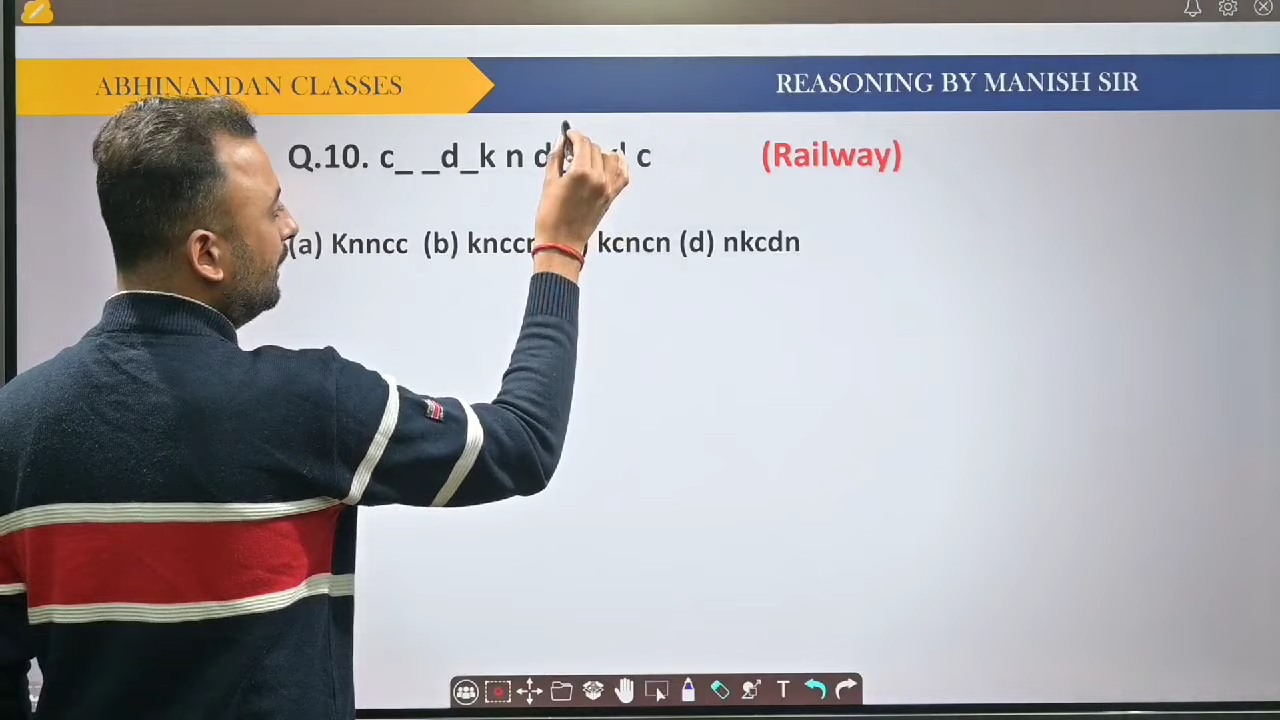 ABHINANDAN CLASSES
REASONING BY MANISH SIR
Q.10. c_ _d_k n d c (Railway)
(a) Knncc (b) kncc kcncn (d) nkcdn
T